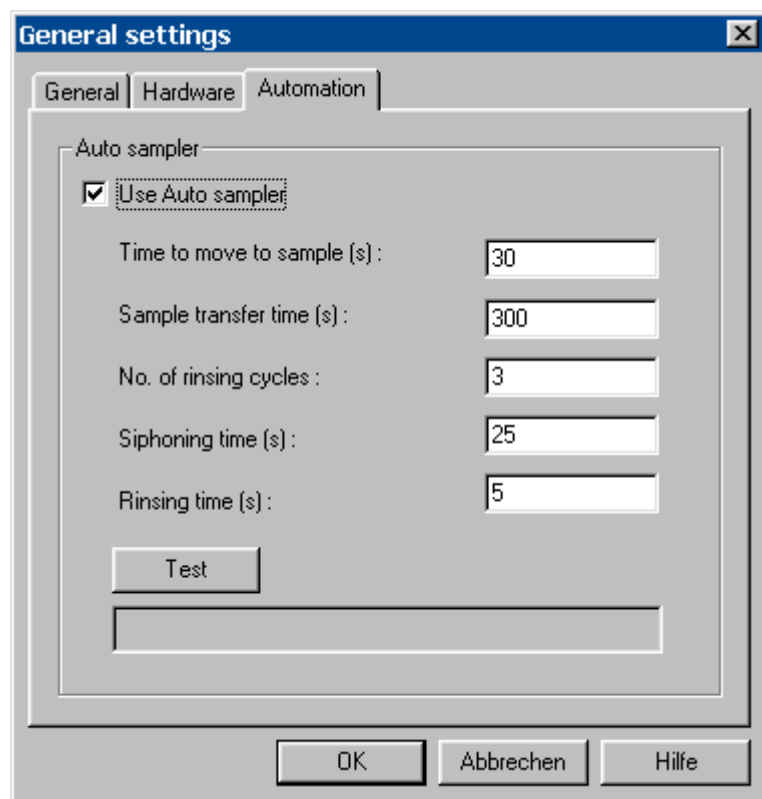 General settings
General Hardware Automation
Auto sampler
Use Auto sampler
Time to move to sample (s) : 30
Sample transfer time (s) : 300
No. of rinsing cycles : 3
Siphoning time (s) : 25
Rinsing time (s) : 5
Test
OK Abbrechen Hilfe